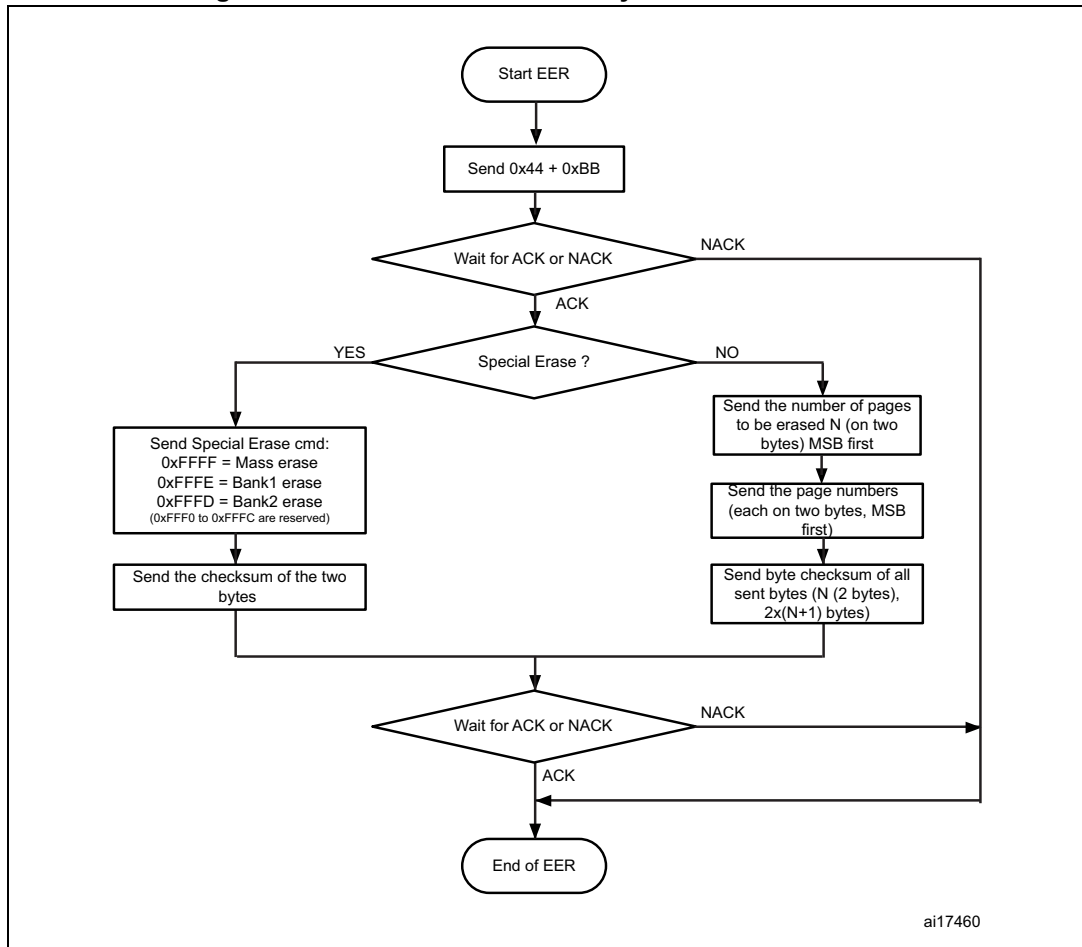 Start EER
Send 0x44 + 0xBB
Wait for ACK or NACK
NACK
ACK
YES
Special Erase ?
NO
Send Special Erase cmd:
0xFFFF = Mass erase
0xFFFE = Bank1 erase
0xFFFD = Bank2 erase
(0xFFF0 to 0xFFFC are reserved)
Send the checksum of the two
bytes
Send the number of pages
to be erased N (on two
bytes) MSB first
Send the page numbers
(each on two bytes, MSB
first)
Send byte checksum of all
sent bytes (N (2 bytes),
2x(N+1) bytes)
Wait for ACK or NACK
NACK
ACK
End of EER
ai17460